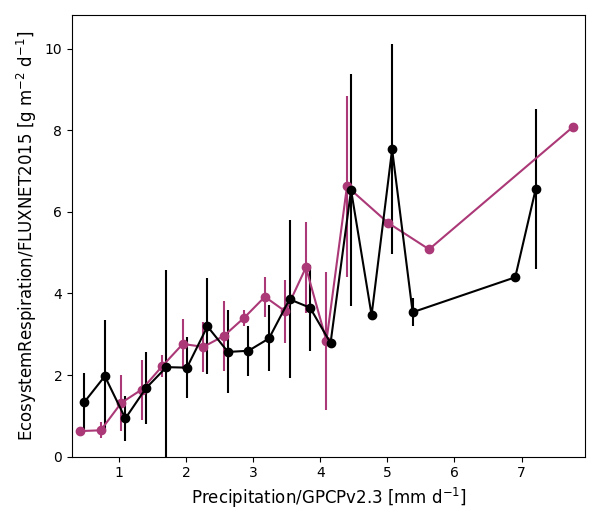 10
8
6
4
2
0
EcosystemRespiration/FLUXNET2015 [g m⁻² d⁻¹]
1 2 3 4 5 6 7
Precipitation/GPCPv2.3 [mm d⁻¹]